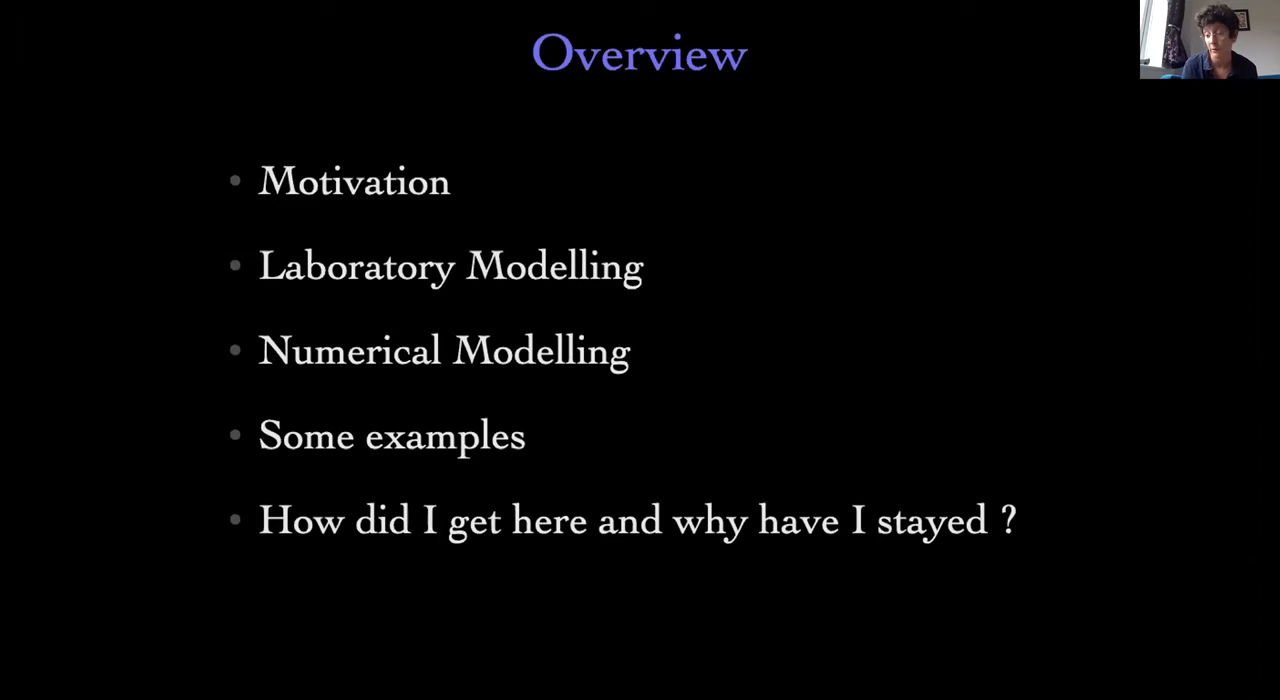 Overview
Motivation
Laboratory Modelling
Numerical Modelling
Some examples
How did I get here and why have I stayed ?